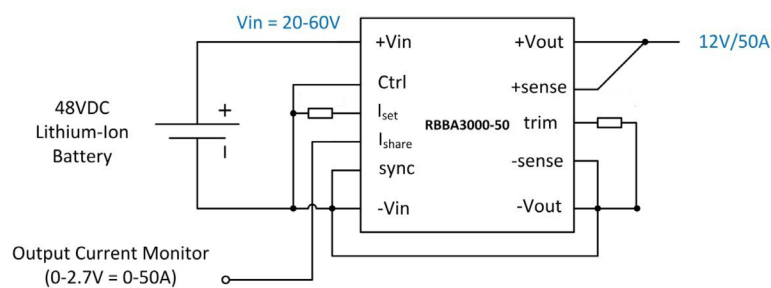 Vin = 20-60V
+Vin
+Vout
12V/50A
Ctrl
+sense
48VDC
Lithium-Ion
Battery
+
I
Iset
RBBA3000-50
trim
Ishare
sync
-sense
-Vin
-Vout
Output Current Monitor
(0-2.7V = 0-50A)